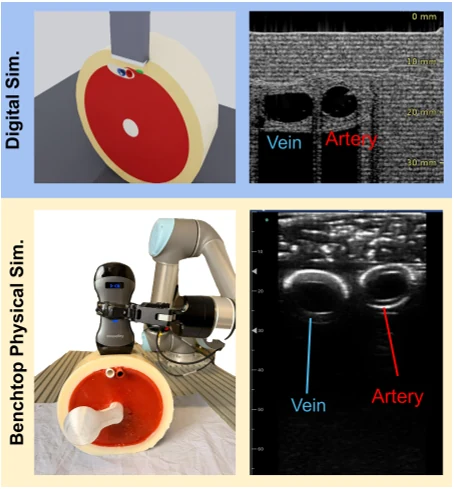 Digital Sim.
0 mm
10 mm
20 mm
30 mm
Vein
Artery
Benchtop Physical Sim.
Vein
Artery